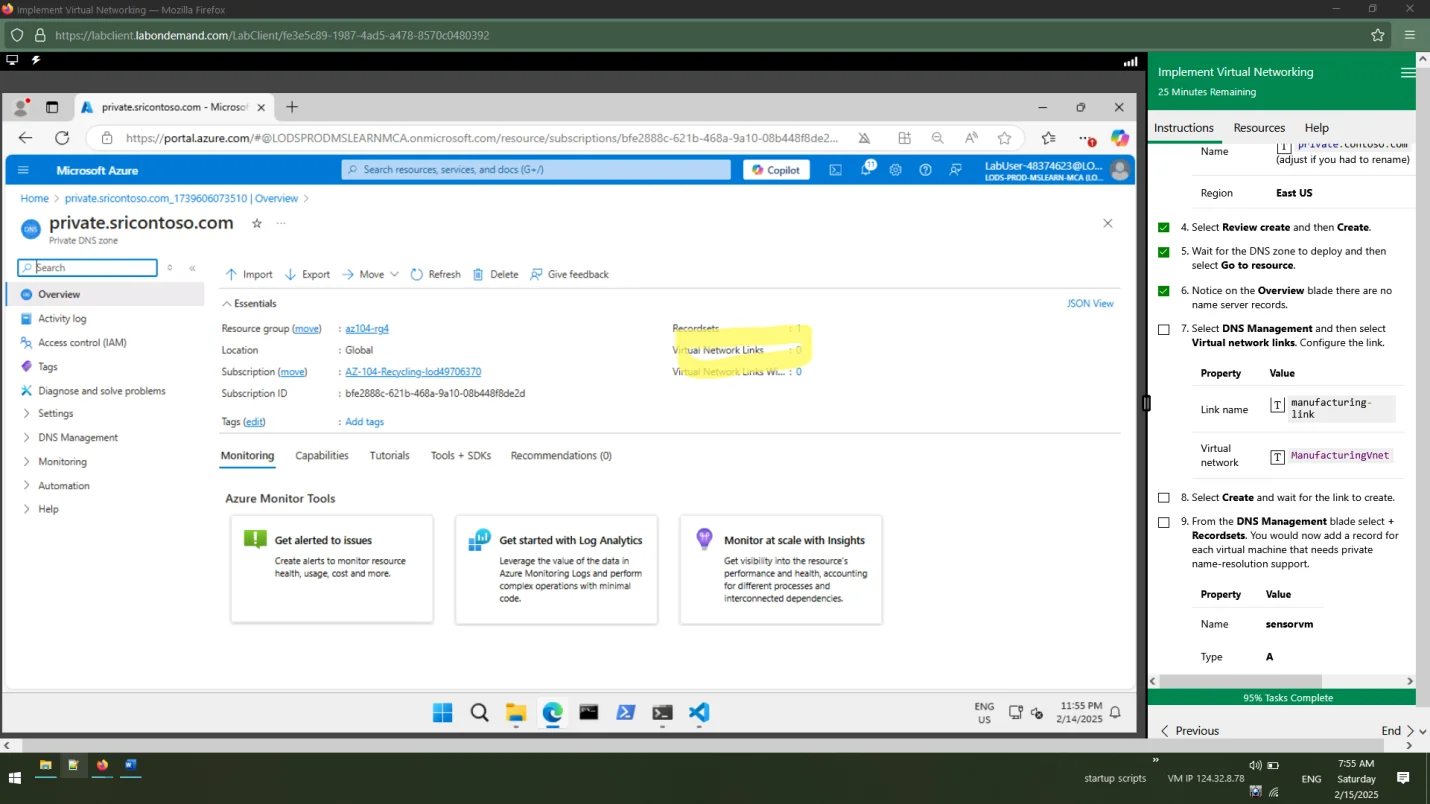 Implement Virtual Networking — Mozilla Firefox
https://labclient.labondemand.com/LabClient/fe3e5c89-1987-4ad5-a478-8570c0480392
private.sricontoso.com - Microsof
https://portal.azure.com/#@LODSPRODMSLEARNMCA.onmicrosoft.com/resource/subscriptions/bfe2888c-621b-468a-9a10-08b448f8de2...
Microsoft Azure
Search resources, services, and docs (G+/)
Copilot
11
LabUser-48374623@LO...
LODS-PROD-MSLEARN-MCA (LO...
Home > private.sricontoso.com_1739606073510 | Overview >
DNS
private.sricontoso.com
Private DNS zone
Search
Overview
Activity log
Access control (IAM)
Tags
Diagnose and solve problems
Settings
DNS Management
Monitoring
Automation
Help
Import
Export
Move
Refresh
Delete
Give feedback
Essentials
JSON View
Resource group (move) : az104-rg4
Location : Global
Subscription (move) : AZ-104-Recycling-lod49706370
Subscription ID : bfe2888c-621b-468a-9a10-08b448f8de2d
Recordsets : 1
Virtual Network Links : 0
Virtual Network Links Wi... : 0
Tags (edit) : Add tags
Monitoring
Capabilities
Tutorials
Tools + SDKs
Recommendations (0)
Azure Monitor Tools
Get alerted to issues
Create alerts to monitor resource
health, usage, cost and more.
Get started with Log Analytics
Leverage the value of the data in
Azure Monitoring Logs and perform
complex operations with minimal
code.
Monitor at scale with Insights
Get visibility into the resource's
performance and health, accounting
for different processes and
interconnected dependencies.
ENG
US
11:55 PM
2/14/2025
Implement Virtual Networking
25 Minutes Remaining
Instructions
Resources
Help
Name
private.contoso.com
(adjust if you had to rename)
Region
East US
4. Select Review create and then Create.
5. Wait for the DNS zone to deploy and then
select Go to resource.
6. Notice on the Overview blade there are no
name server records.
7. Select DNS Management and then select
Virtual network links. Configure the link.
Property
Value
Link name
manufacturing-
link
Virtual
network
ManufacturingVnet
8. Select Create and wait for the link to create.
9. From the DNS Management blade select +
Recordsets. You would now add a record for
each virtual machine that needs private
name-resolution support.
Property
Value
Name
sensorvm
Type
A
95% Tasks Complete
Previous
End
startup scripts
VM IP 124.32.8.78
ENG
7:55 AM
Saturday
2/15/2025